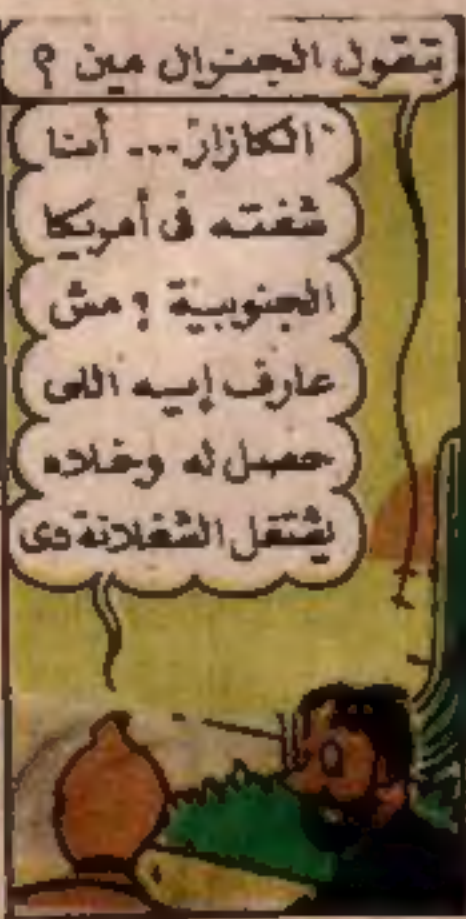 بتقول الجنرال مين ؟
الكازار... أنا
شفته فى أمريكا
الجنوبية ؟ مش
عارف إيه اللى
حصل له وخلاه
يشتغل الشغلانة دى